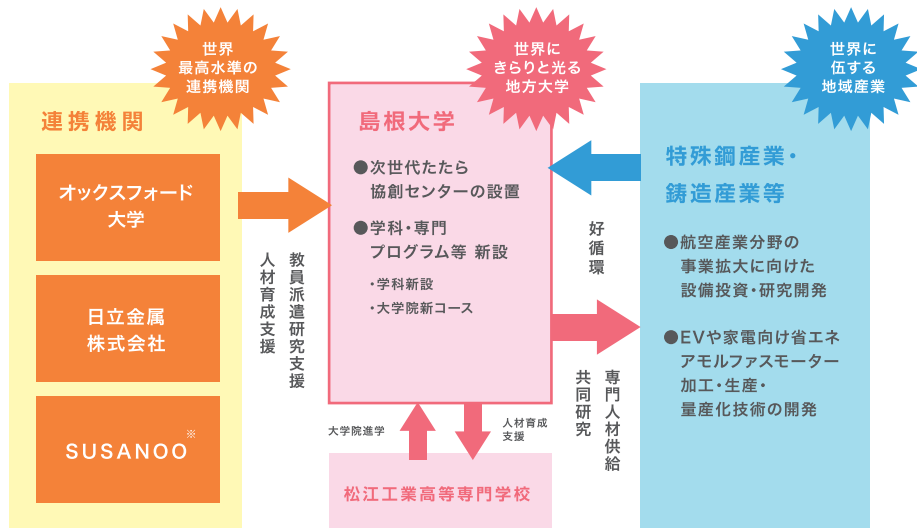 世界
最高水準の
連携機関
連携機関
オックスフォード
大学
日立金属
株式会社
SUSANOO※
教員派遣研究支援
人材育成支援
世界に
きらりと光る
地方大学
島根大学
●次世代たたら
協創センターの設置
●学科・専門
プログラム等 新設
・学科新設
・大学院新コース
大学院進学
人材育成
支援
松江工業高等専門学校
好循環
専門人材供給
共同研究
世界に
伍する
地域産業
特殊鋼産業・
鋳造産業等
●航空産業分野の
事業拡大に向けた
設備投資・研究開発
●EVや家電向け省エネ
アモルファスモーター
加工・生産・
量産化技術の開発